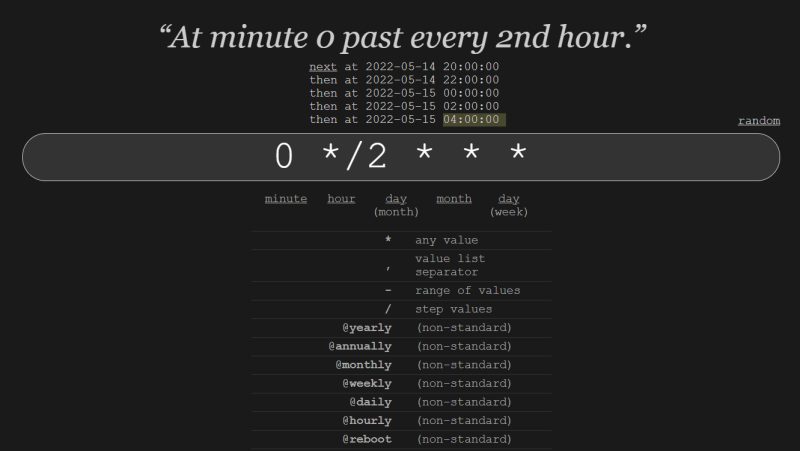 “At minute 0 past every 2nd hour.”
next at 2022-05-14 20:00:00
then at 2022-05-14 22:00:00
then at 2022-05-15 00:00:00
then at 2022-05-15 02:00:00
then at 2022-05-15 04:00:00
random
0 */2 * * *
minute hour day (month) month day (week)
* any value
, value list
separator
- range of values
/ step values
@yearly (non-standard)
@annually (non-standard)
@monthly (non-standard)
@weekly (non-standard)
@daily (non-standard)
@hourly (non-standard)
@reboot (non-standard)